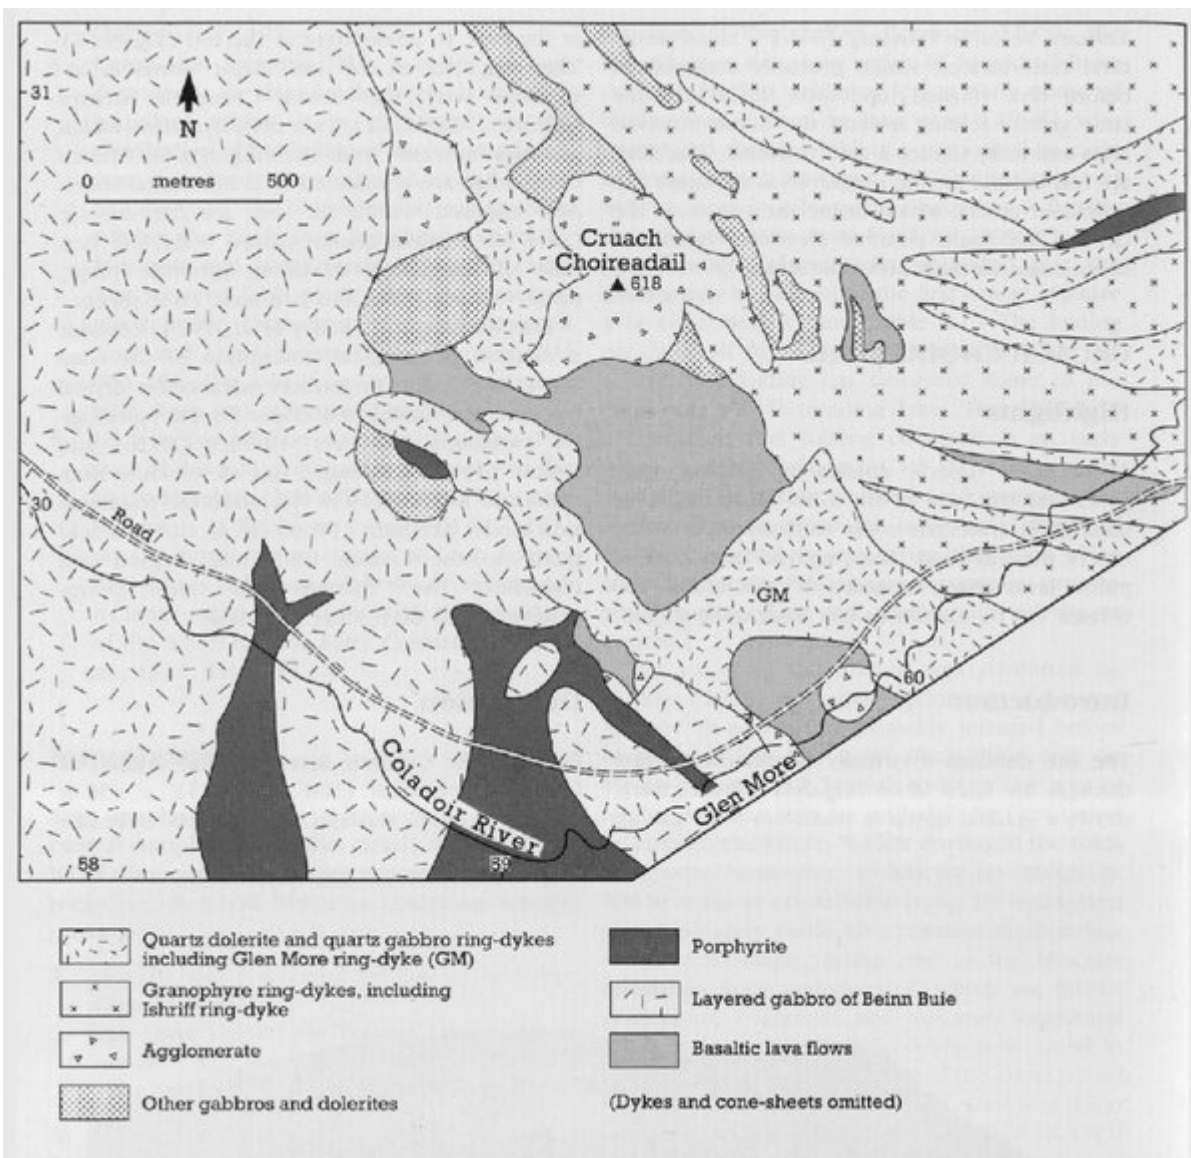 31
N
0 metres 500
Cruach
Choireadail
618
30
Road
GM
60
Coladoir River
Glen More
58
59
Quartz dolerite and quartz gabbro ring-dykes
including Glen More ring-dyke (GM)
Granophyre ring-dykes, including
Ishriff ring-dyke
Agglomerate
Other gabbros and dolerites
Porphyrite
Layered gabbro of Beinn Buie
Basaltic lava flows
(Dykes and cone-sheets omitted)